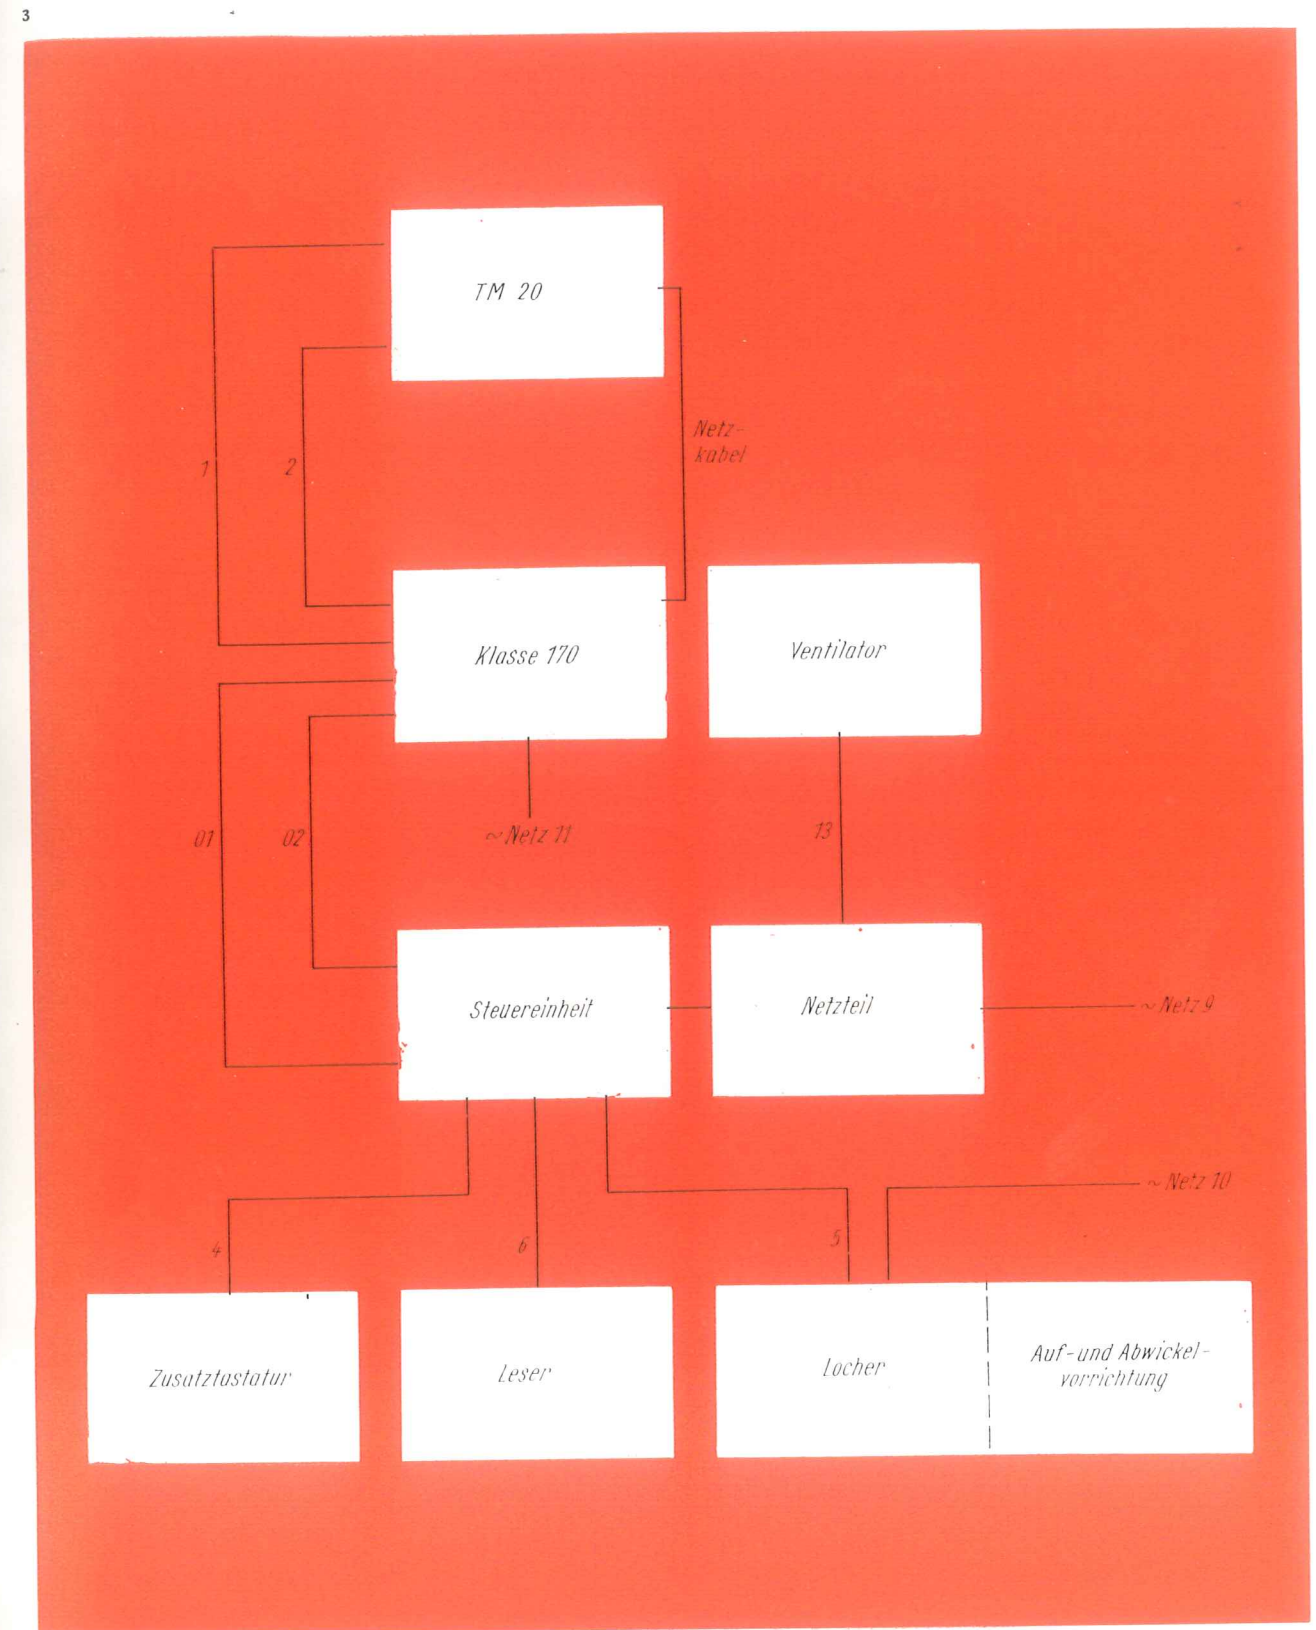 3
TM 20
Netz-
kabel
1
2
Klasse 170
Ventilator
01
02
~ Netz 11
13
Steuereinheit
Netzteil
~ Netz 9
~ Netz 10
4
6
5
Zusatztastatur
Leser
Locher
Auf- und Abwickel-
vorrichtung